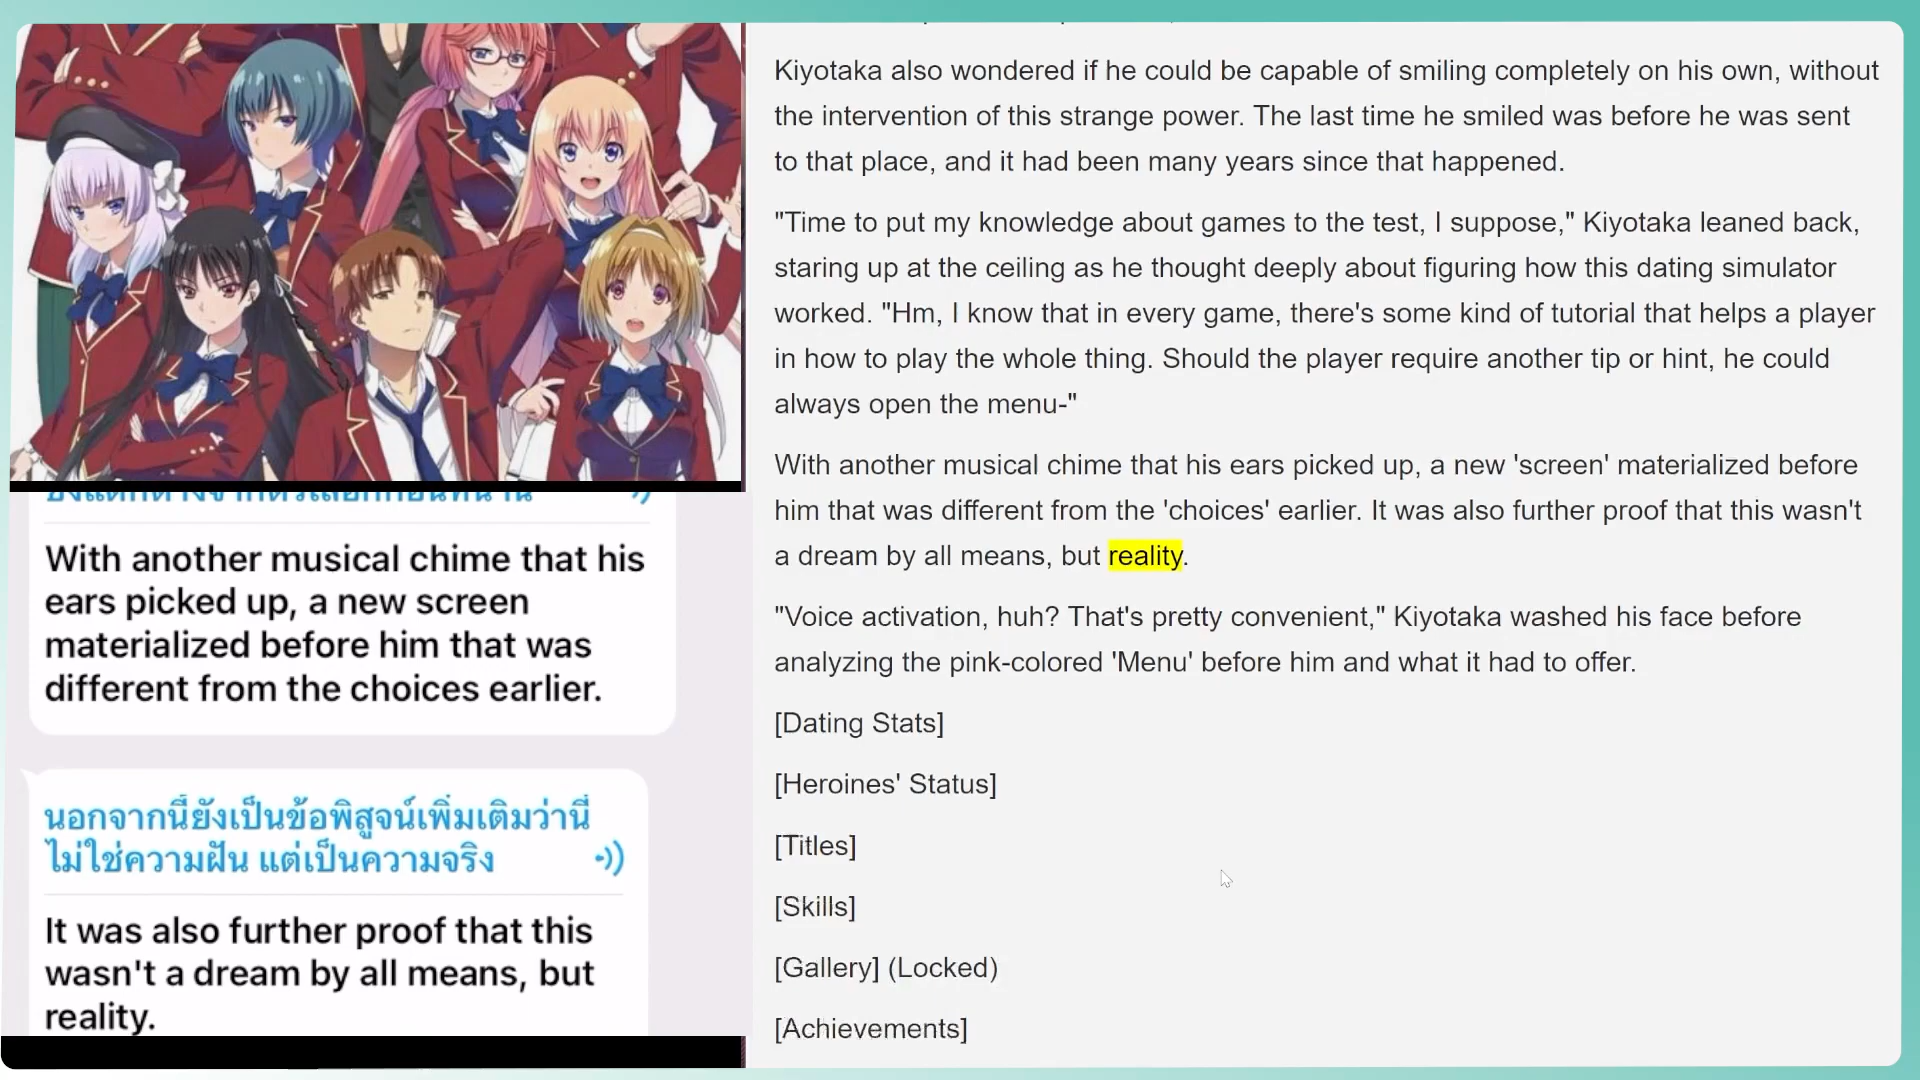 With another musical chime that his
ears picked up, a new screen
materialized before him that was
different from the choices earlier.
นอกจากนี้ยังเป็นข้อพิสูจน์เพิ่มเติมว่านี่
ไม่ใช่ความฝัน แต่เป็นความจริง
It was also further proof that this
wasn't a dream by all means, but
reality.
Kiyotaka also wondered if he could be capable of smiling completely on his own, without
the intervention of this strange power. The last time he smiled was before he was sent
to that place, and it had been many years since that happened.
"Time to put my knowledge about games to the test, I suppose," Kiyotaka leaned back,
staring up at the ceiling as he thought deeply about figuring how this dating simulator
worked. "Hm, I know that in every game, there's some kind of tutorial that helps a player
in how to play the whole thing. Should the player require another tip or hint, he could
always open the menu-"
With another musical chime that his ears picked up, a new 'screen' materialized before
him that was different from the 'choices' earlier. It was also further proof that this wasn't
a dream by all means, but reality.
"Voice activation, huh? That's pretty convenient," Kiyotaka washed his face before
analyzing the pink-colored 'Menu' before him and what it had to offer.
[Dating Stats]
[Heroines' Status]
[Titles]
[Skills]
[Gallery] (Locked)
[Achievements]